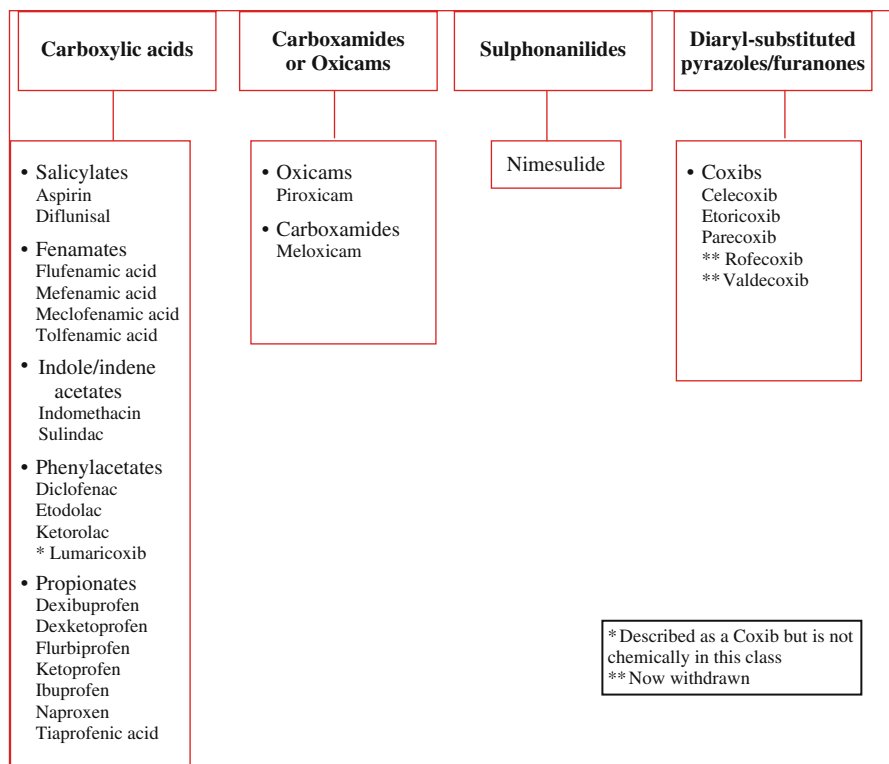 Carboxylic acids
• Salicylates
Aspirin
Diflunisal
• Fenamates
Flufenamic acid
Mefenamic acid
Meclofenamic acid
Tolfenamic acid
• Indole/indene
acetates
Indomethacin
Sulindac
• Phenylacetates
Diclofenac
Etodolac
Ketorolac
* Lumaricoxib
• Propionates
Dexibuprofen
Dexketoprofen
Flurbiprofen
Ketoprofen
Ibuprofen
Naproxen
Tiaprofenic acid
Carboxamides
or Oxicams
• Oxicams
Piroxicam
• Carboxamides
Meloxicam
Sulphonanilides
Nimesulide
Diaryl-substituted
pyrazoles/furanones
• Coxibs
Celecoxib
Etoricoxib
Parecoxib
** Rofecoxib
** Valdecoxib
* Described as a Coxib but is not
chemically in this class
** Now withdrawn